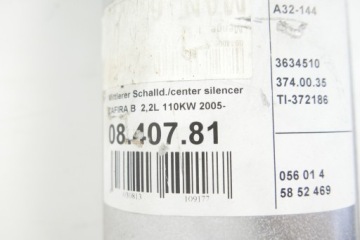 A32-144
3634510
374.00.35
TI-372186
Schalld./center silencer
ZAFIRA B 2,2L 110KW 2005-
08.407.81
109177
056 01 4
58 52 469